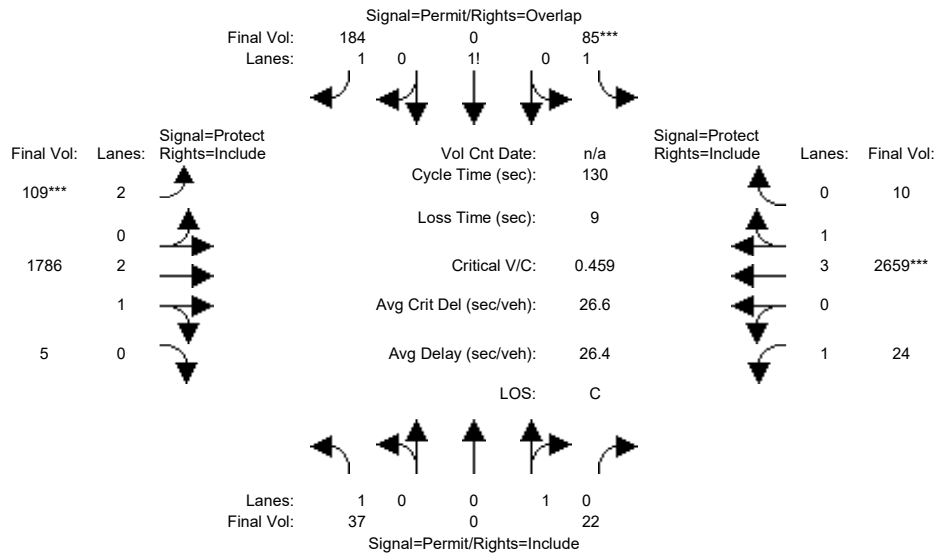 Signal=Permit/Rights=Overlap
Final Vol: 184 0 85***
Lanes: 1 0 1! 0 1
Signal=Protect Signal=Protect
Final Vol: Lanes: Rights=Include Vol Cnt Date: n/a Rights=Include Lanes: Final Vol:
Cycle Time (sec): 130
109*** 2 0 10
Loss Time (sec): 9
0 1
1786 2 Critical V/C: 0.459 3 2659***
1 Avg Crit Del (sec/veh): 26.6 0
5 0 Avg Delay (sec/veh): 26.4 1 24
LOS: C
Lanes: 1 0 0 1 0
Final Vol: 37 0 22
Signal=Permit/Rights=Include